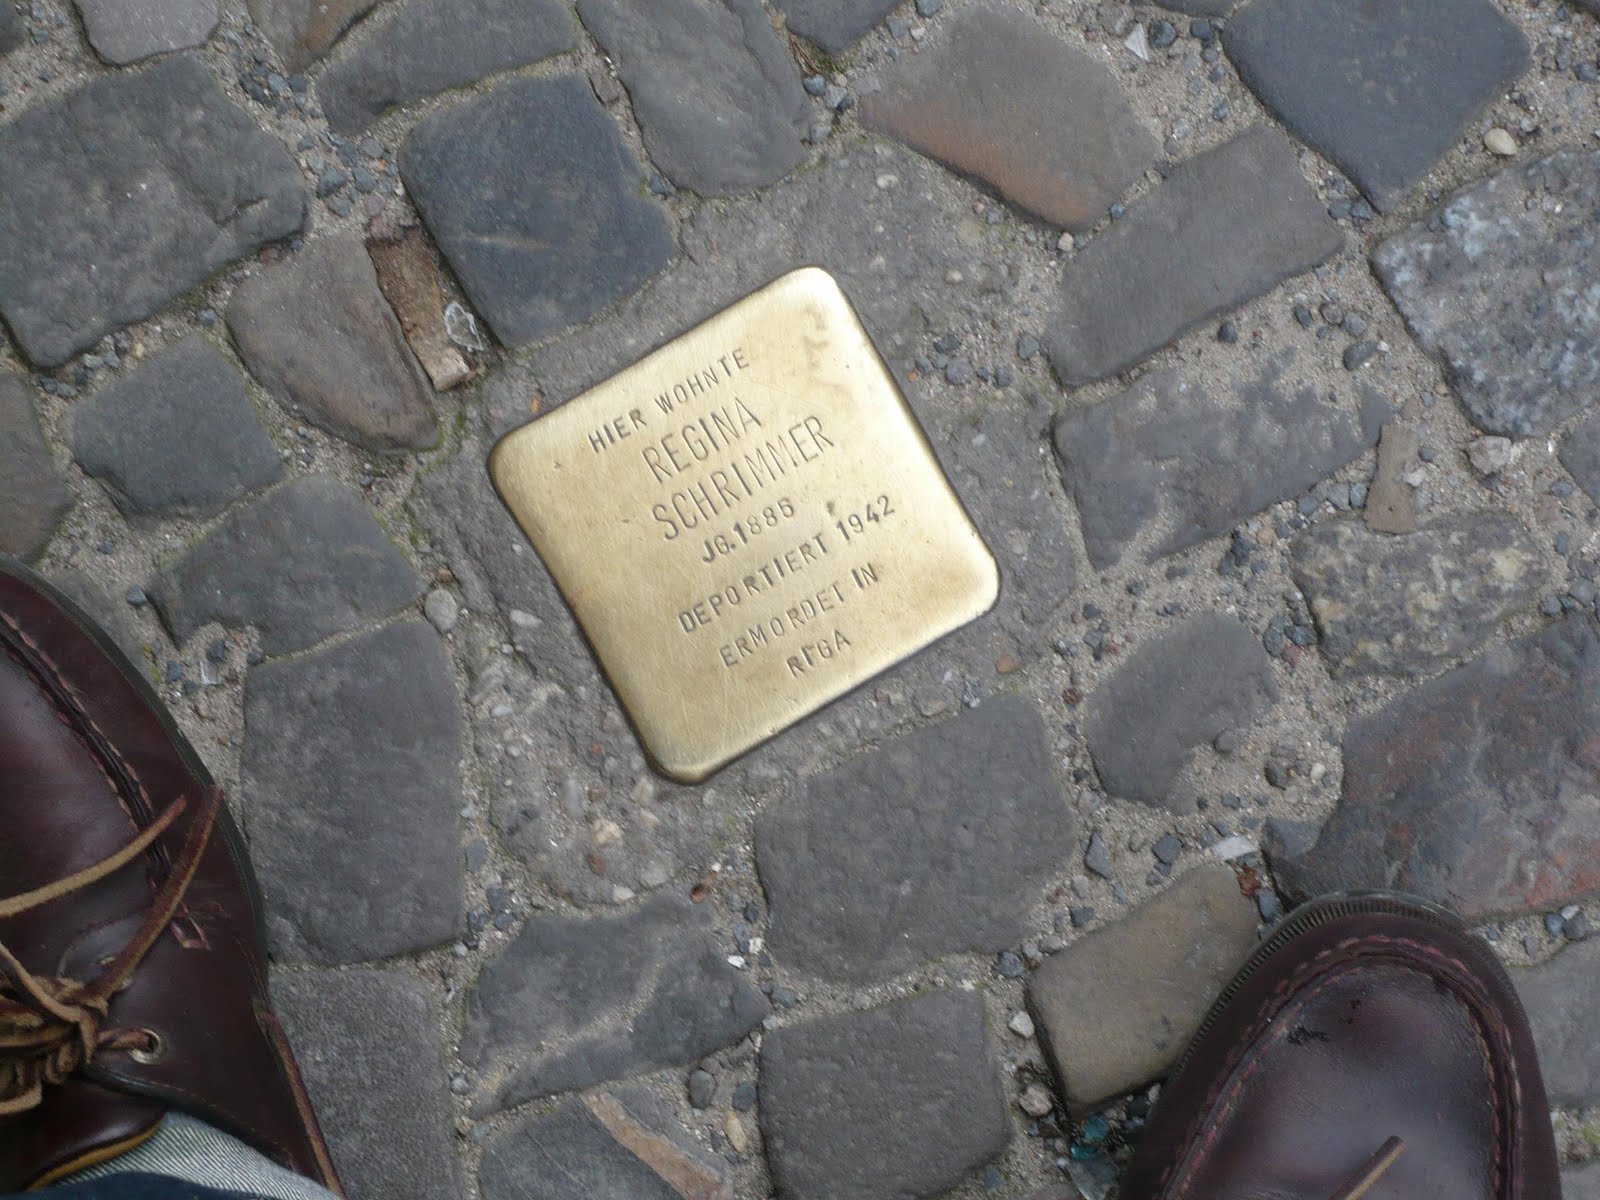 HIER WOHNTE
REGINA
SCHRIMMER
JG.1886
DEPORTIERT 1942
ERMORDET IN
RIGA